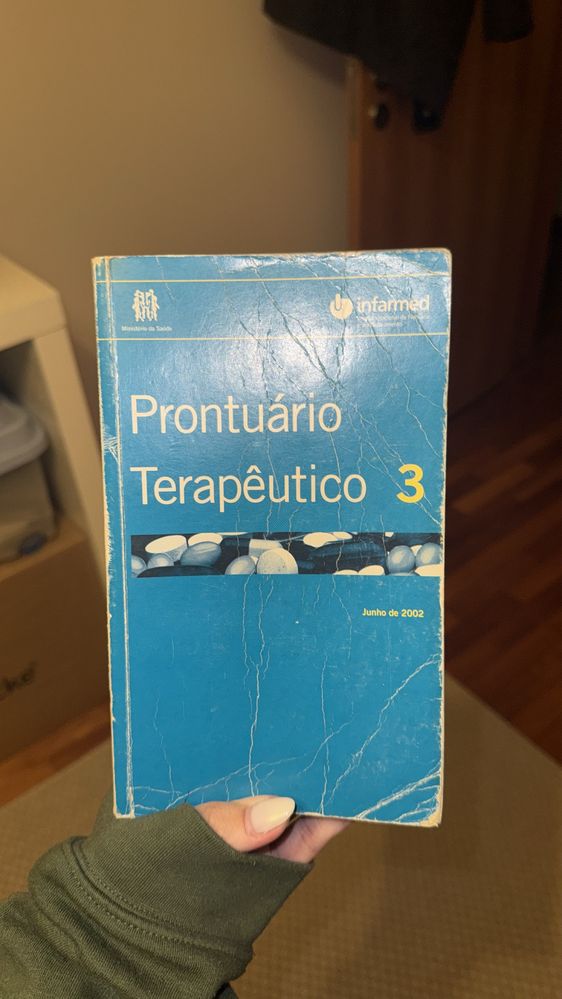 Ministério da Saúde
infarmed
Prontuário
Terapêutico 3
Junho de 2002